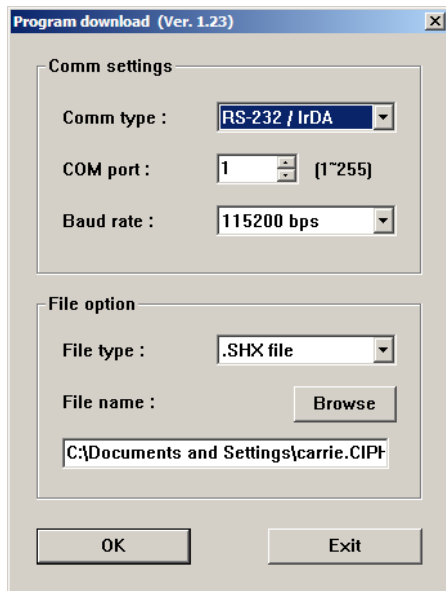 Program download (Ver. 1.23)
Comm settings
Comm type : RS-232 / IrDA
COM port : 1 (1~255)
Baud rate : 115200 bps
File option
File type : .SHX file
File name : Browse
C:\Documents and Settings\carrie.CIPH
OK Exit